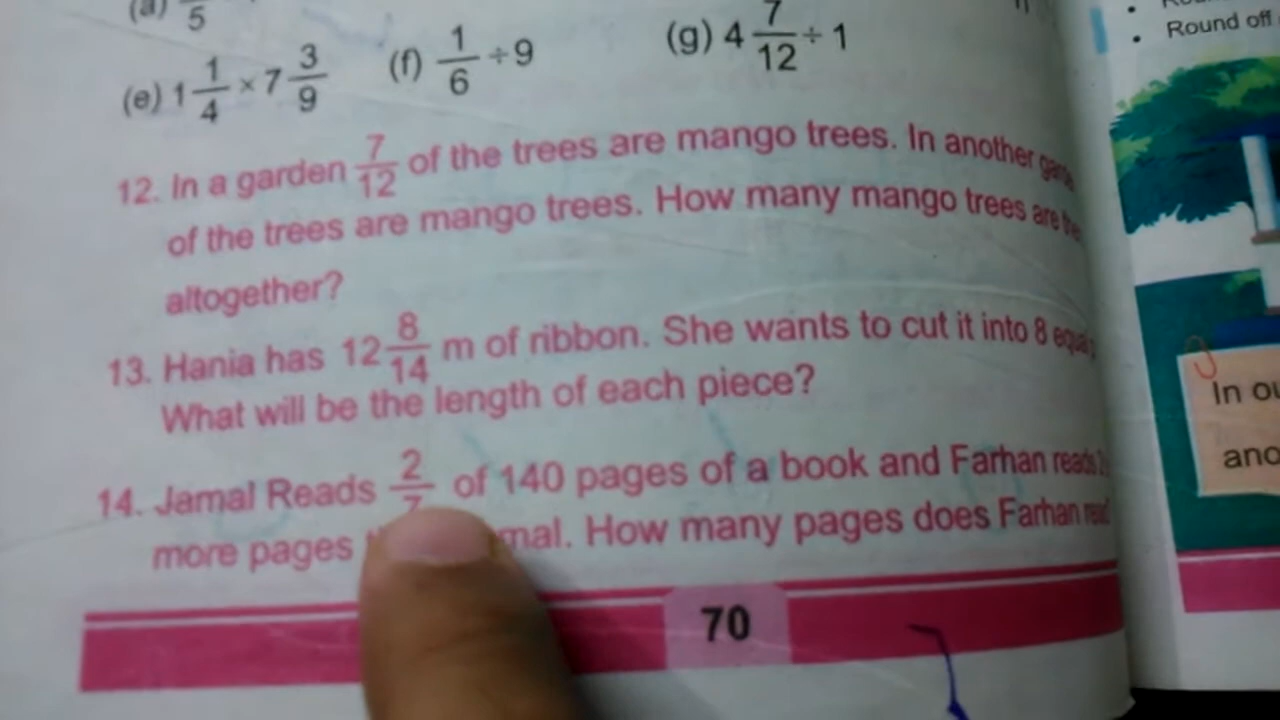 (a) 5
(e) 1 1/4 × 7 3/9 (f) 1/6 ÷ 9 (g) 4 7/12 ÷ 1
12. In a garden 7/12 of the trees are mango trees. In another
of the trees are mango trees. How many mango trees are
altogether?
13. Hania has 12 8/14 m of ribbon. She wants to cut it into 8
What will be the length of each piece?
14. Jamal Reads 2/7 of 140 pages of a book and Farhan reads
more pages How many pages does Farhan
70
Round off
In